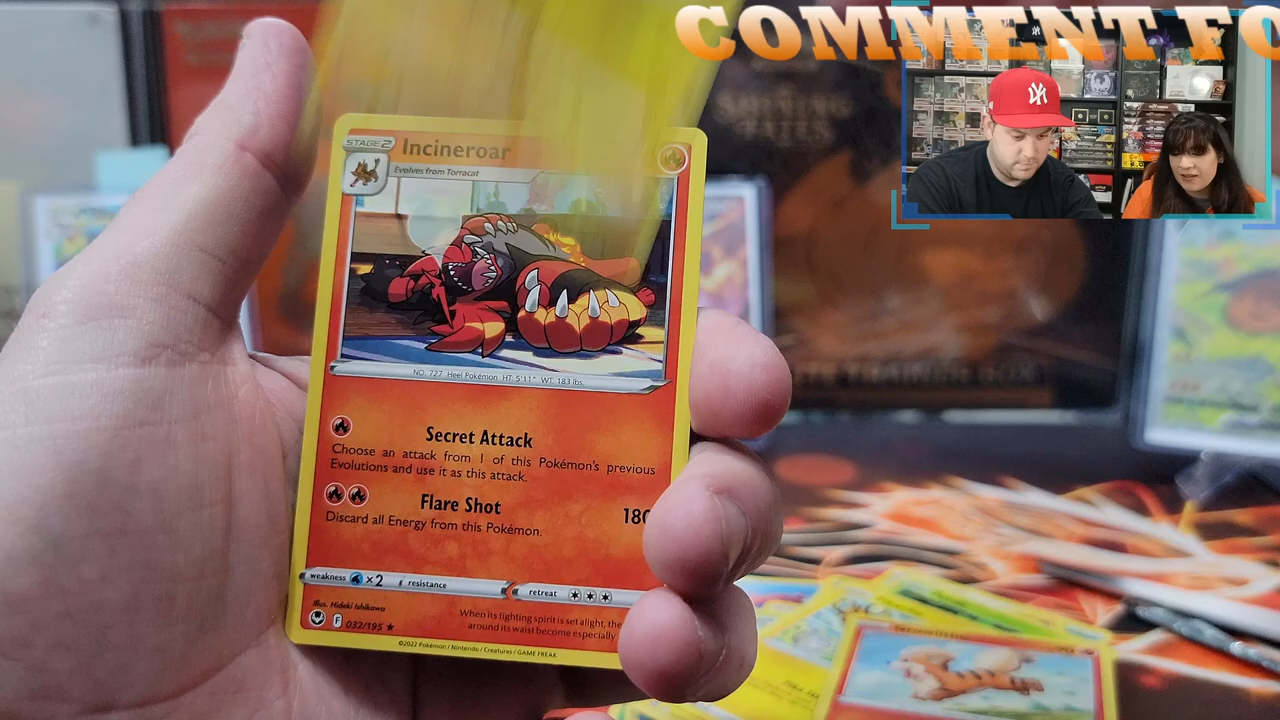 COMMENT FO
STAGE 2
Incineroar
Evolves from Torracat
NO. 727 Heel Pokémon HT. 5'11" WT. 183 lbs.
Secret Attack
Choose an attack from 1 of this Pokémon's previous
Evolutions and use it as this attack.
Flare Shot 180
Discard all Energy from this Pokémon.
weakness ×2 resistance retreat
Illus. Hideki Ishikawa
When its fighting spirit is set alight, the
around its waist become especially
F 032/195 ★
©2022 Pokémon / Nintendo / Creatures / GAME FREAK